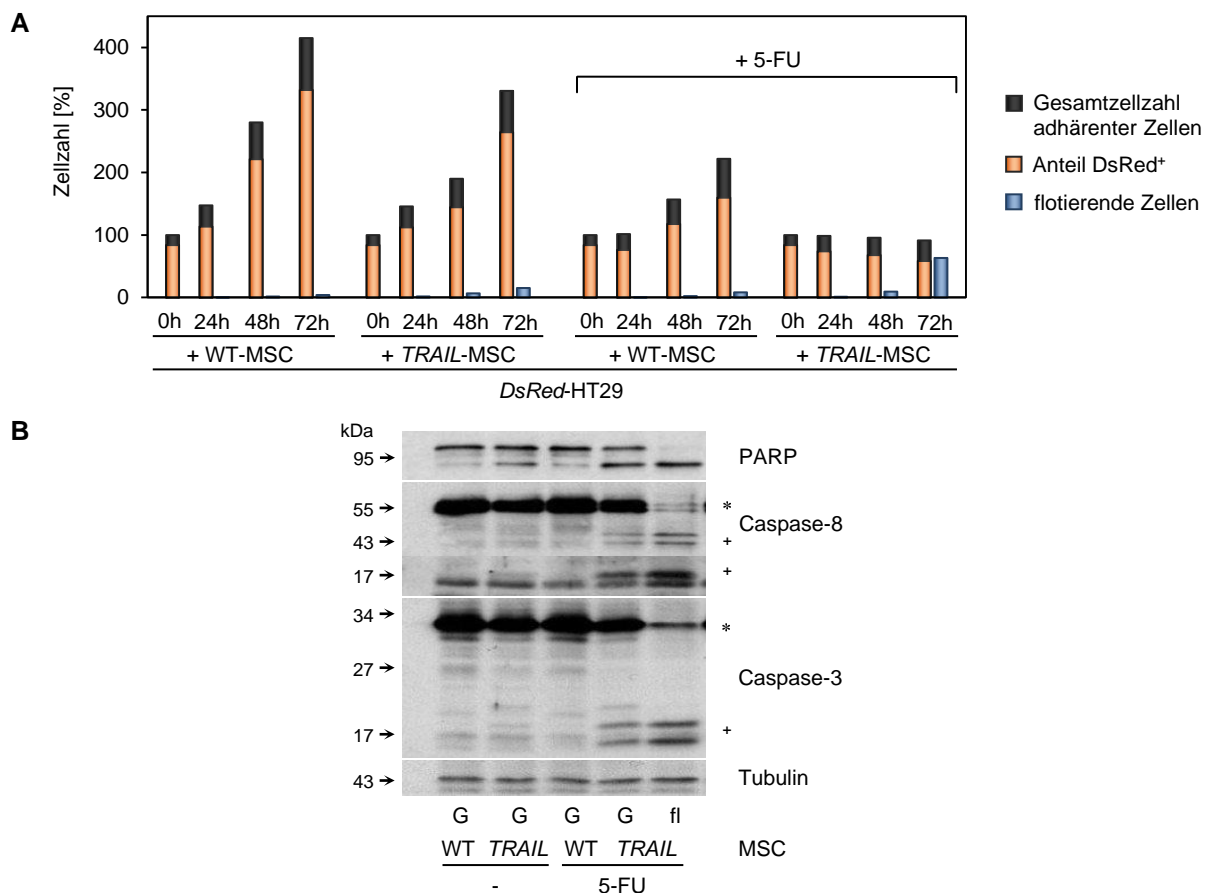 A
400
300
200
100
0
Zellzahl [%]
+ 5-FU
Gesamtzellzahl
adhärenter Zellen
Anteil DsRed⁺
flotierende Zellen
0h 24h 48h 72h 0h 24h 48h 72h 0h 24h 48h 72h 0h 24h 48h 72h
+ WT-MSC + TRAIL-MSC + WT-MSC + TRAIL-MSC
DsRed-HT29
B
kDa
95 PARP
55 *
Caspase-8
43 +
17 +
34 *
27
Caspase-3
17 +
43 Tubulin
G G G G fl
WT TRAIL WT TRAIL MSC
- 5-FU